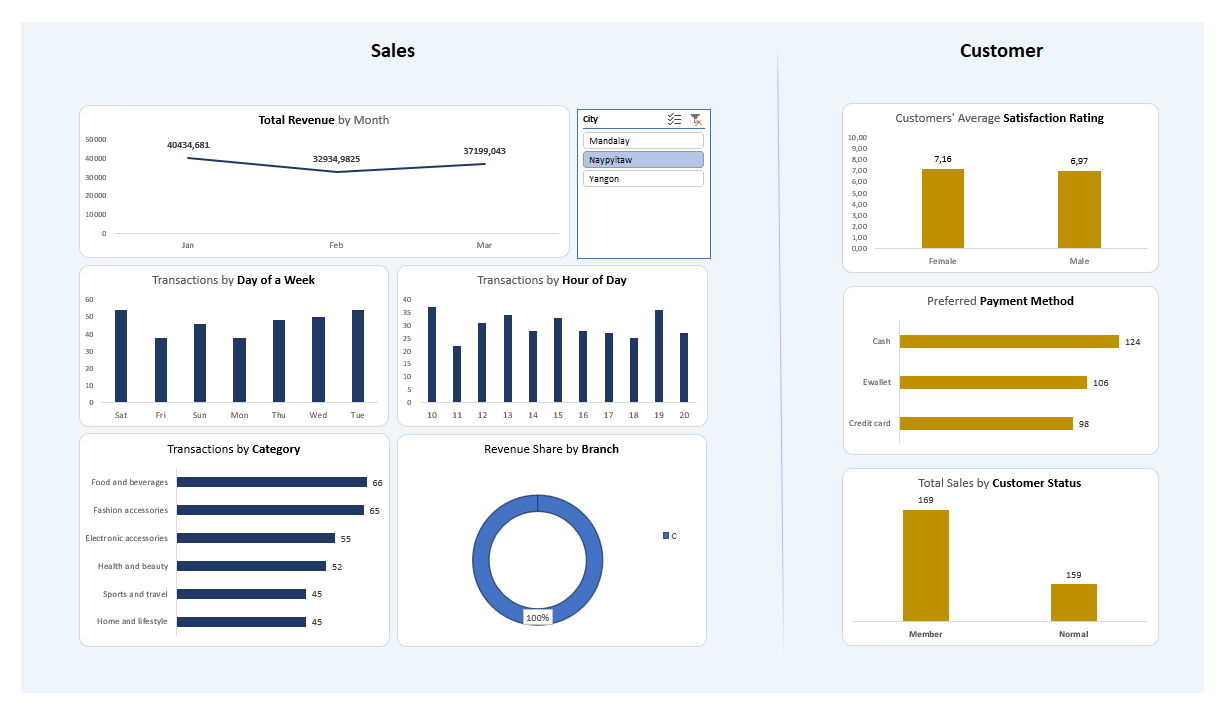 Sales
Customer
Total Revenue by Month
50000
40000
30000
20000
10000
0
40434,681
32934,9825
37199,043
Jan Feb Mar
City
Mandalay
Naypyitaw
Yangon
Customers' Average Satisfaction Rating
10,00
9,00
8,00
7,00
6,00
5,00
4,00
3,00
2,00
1,00
0,00
7,16
6,97
Female Male
Transactions by Day of a Week
60
50
40
30
20
10
0
Sat Fri Sun Mon Thu Wed Tue
Transactions by Hour of Day
40
35
30
25
20
15
10
5
0
10 11 12 13 14 15 16 17 18 19 20
Preferred Payment Method
Cash 124
Ewallet 106
Credit card 98
Transactions by Category
Food and beverages 66
Fashion accessories 65
Electronic accessories 55
Health and beauty 52
Sports and travel 45
Home and lifestyle 45
Revenue Share by Branch
C
100%
Total Sales by Customer Status
169
159
Member Normal